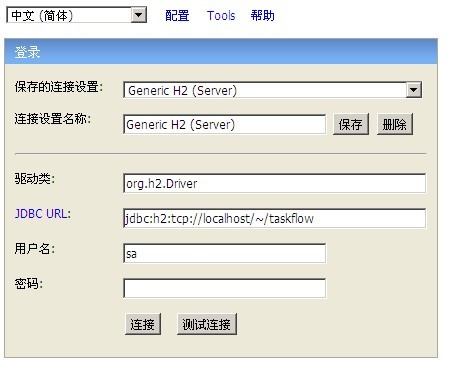 中文 (简体) 配置 Tools 帮助
登录
保存的连接设置: Generic H2 (Server)
连接设置名称: Generic H2 (Server) 保存 删除
驱动类: org.h2.Driver
JDBC URL: jdbc:h2:tcp://localhost/~/taskflow
用户名: sa
密码:
连接 测试连接